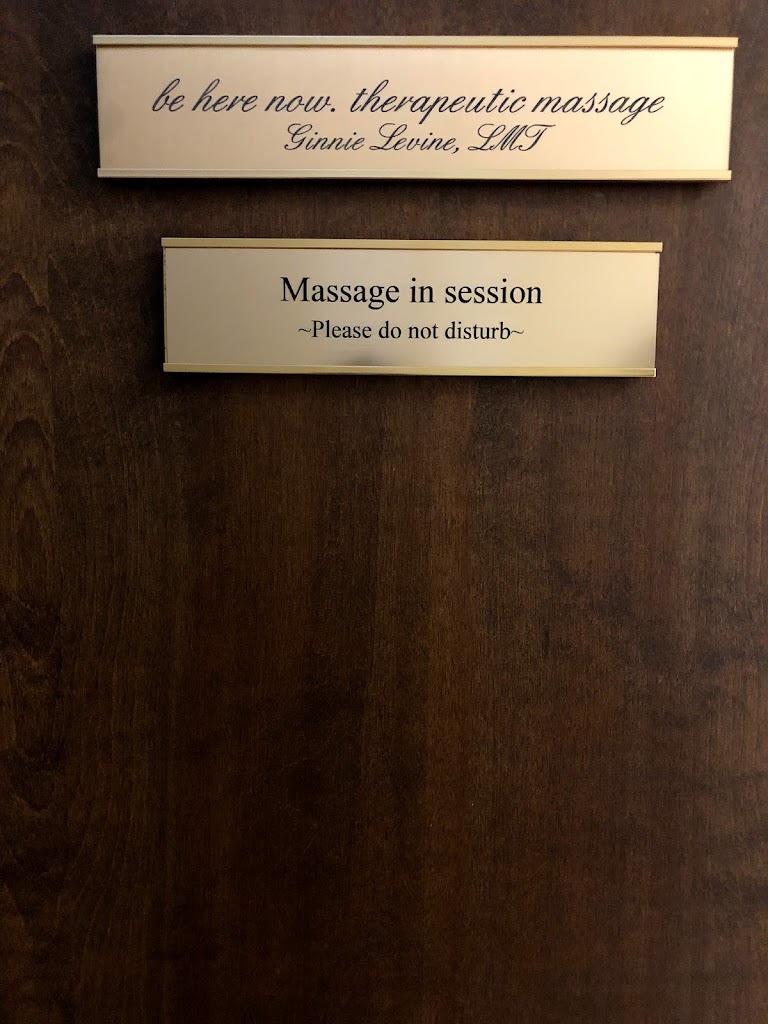 be here now. therapeutic massage
Ginnie Levine, LMT
Massage in session
~Please do not disturb~